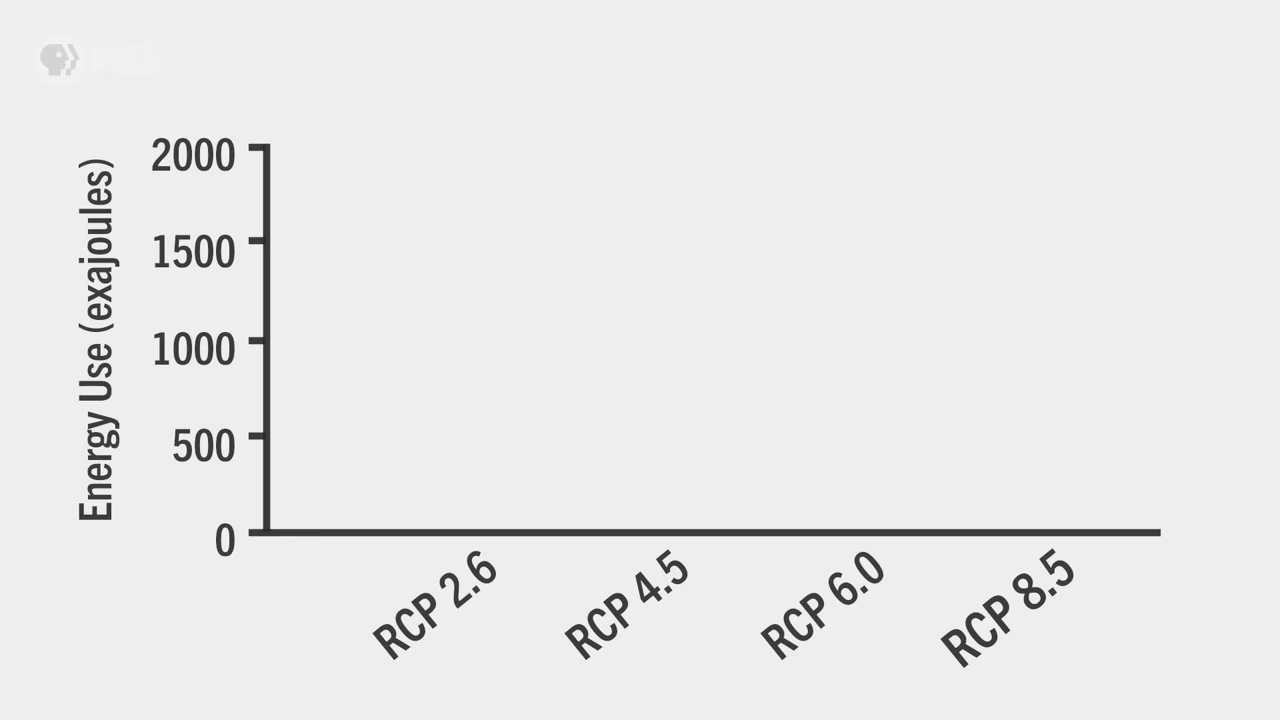 PBS
Energy Use (exajoules)
2000
1500
1000
500
0
RCP 2.6
RCP 4.5
RCP 6.0
RCP 8.5